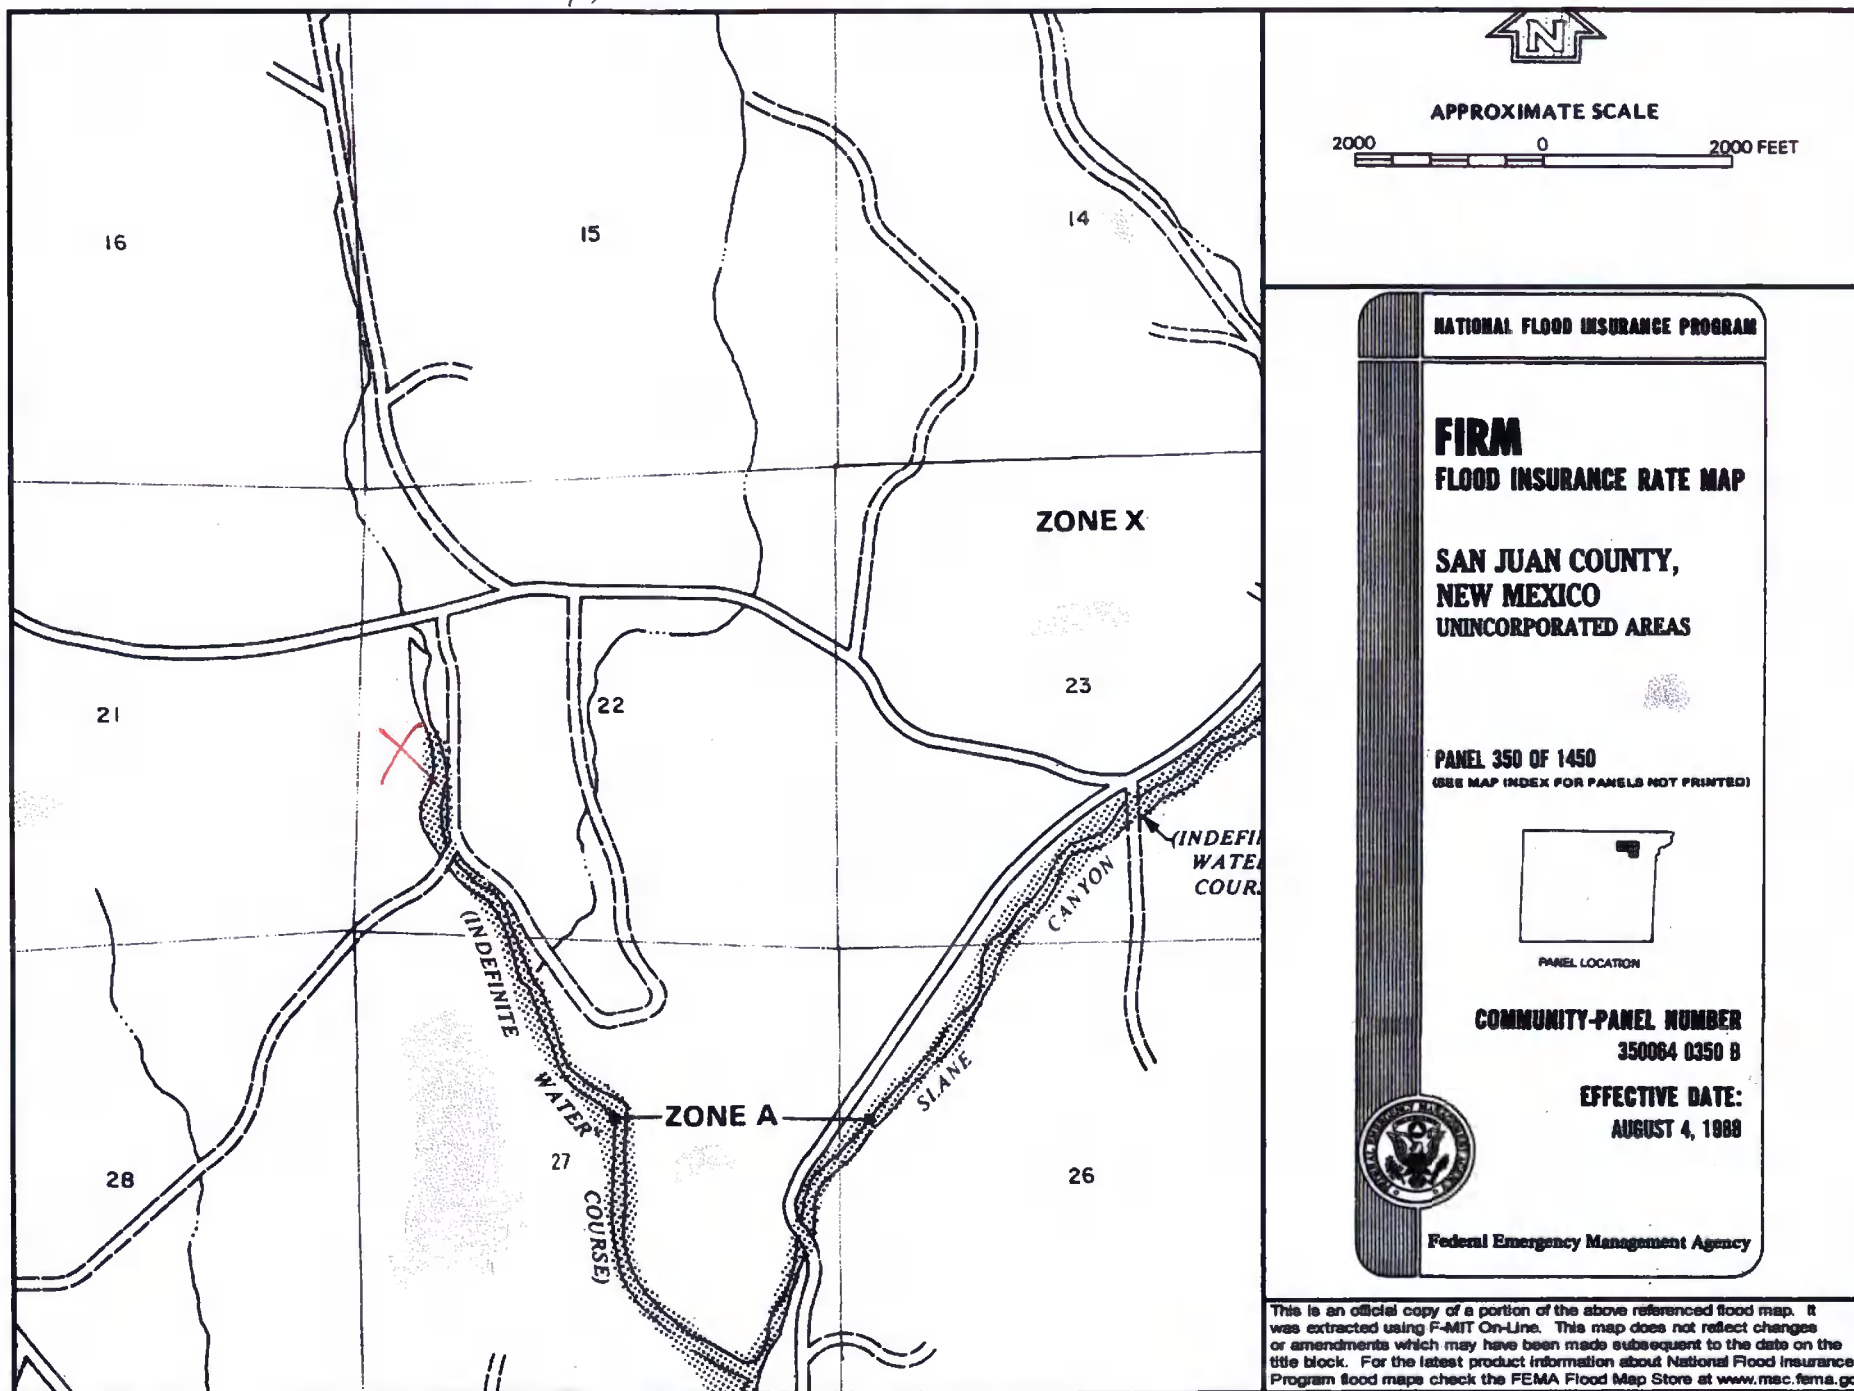 N
APPROXIMATE SCALE
2000 0 2000 FEET
16
15
14
ZONE X
21
22
23
(INDEFINITE
WATER
COURSE)
CANYON
SLANE
ZONE A
28
27
26
NATIONAL FLOOD INSURANCE PROGRAM
FIRM
FLOOD INSURANCE RATE MAP
SAN JUAN COUNTY,
NEW MEXICO
UNINCORPORATED AREAS
PANEL 350 OF 1450
(SEE MAP INDEX FOR PANELS NOT PRINTED)
PANEL LOCATION
COMMUNITY-PANEL NUMBER
350064 0350 B
EFFECTIVE DATE:
AUGUST 4, 1988
Federal Emergency Management Agency
This is an official copy of a portion of the above referenced flood map. It
was extracted using F-MIT On-Line. This map does not reflect changes
or amendments which may have been made subsequent to the date on the
title block. For the latest product information about National Flood Insurance
Program flood maps check the FEMA Flood Map Store at www.msc.fema.go